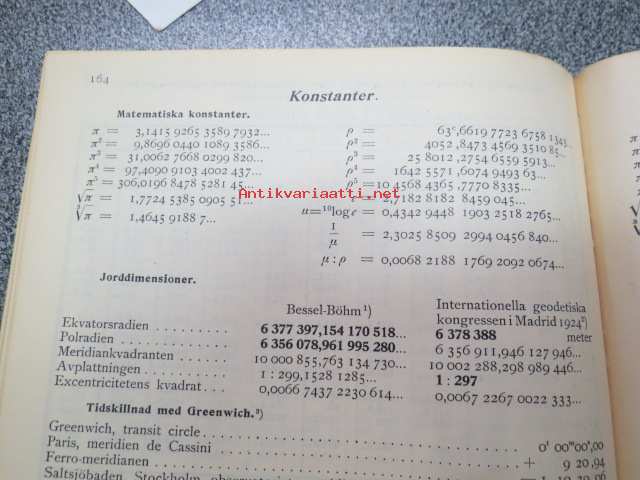 164
Konstanter.
Matematiska konstanter.
π = 3,1415 9265 3589 7932...
π² = 9,8696 0440 1089 3586...
π³ = 31,0062 7668 0299 820...
π⁴ = 97,4090 9103 4002 437...
π⁵ = 306,0196 8478 5281 45...
√π = 1,7724 5385 0905 51...
∛π = 1,4645 9188 7...
ρ = 63ᶜ,6619 7723 6758 1343...
ρ² = 4052 ,8473 4569 3510 85...
ρ³ = 25 8012 ,2754 6559 5913...
ρ⁴ = 1642 5571 ,6074 9493 6...
ρ⁵ = 10 4568 4365 ,7770 8335...
= 2,7182 8182 8459 045...
μ=¹⁰log e = 0,4342 9448 1903 2518 2765...
1/μ = 2,3025 8509 2994 0456 840...
μ : ρ = 0,0068 2188 1769 2092 0674...
Antikvariaatti.net
Jorddimensioner.
Bessel-Böhm¹) Internationella geodetiska
kongressen i Madrid 1924²)
Ekvatorsradien 6 377 397,154 170 518... 6 378 388 meter
Polradien 6 356 078,961 995 280... 6 356 911,946 127 946...
Meridiankvadranten 10 000 855,763 134 730... 10 002 288,298 989 446...
Avplattningen 1 : 299,1528 1285... 1 : 297
Excentricitetens kvadrat 0,0066 7437 2230 614... 0,0067 2267 0022 333...
Tidskillnad med Greenwich.³)
Greenwich, transit circle 0ᵗ 00ᵐ00ˢ,00
Paris, meridien de Cassini + 9 20,94
Ferro-meridianen
Saltsjöbaden, Stockholm